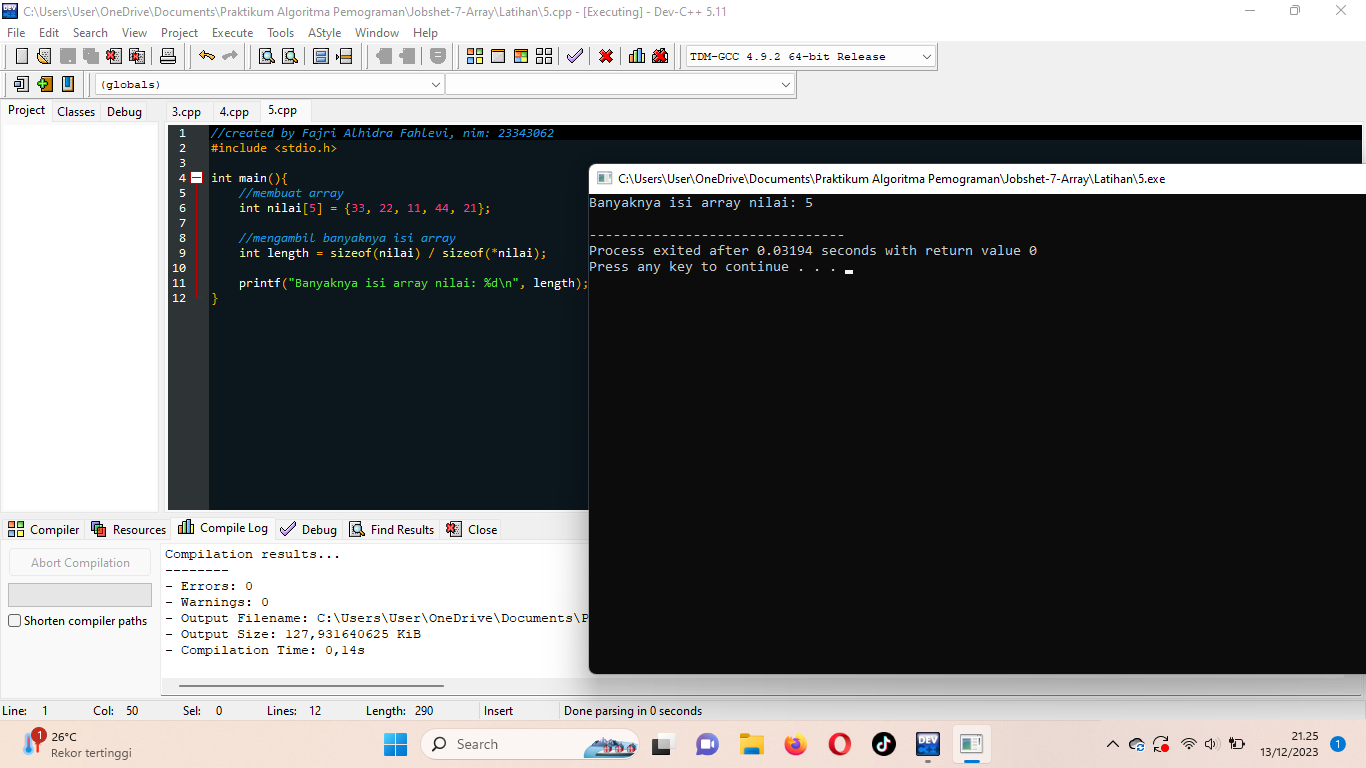 C:\Users\User\OneDrive\Documents\Praktikum Algoritma Pemograman\Jobshet-7-Array\Latihan\5.cpp - [Executing] - Dev-C++ 5.11
File Edit Search View Project Execute Tools AStyle Window Help
TDM-GCC 4.9.2 64-bit Release
(globals)
Project Classes Debug 3.cpp 4.cpp 5.cpp
1 //created by Fajri Alhidra Fahlevi, nim: 23343062
2 #include <stdio.h>
3
4 int main(){
5 //membuat array
6 int nilai[5] = {33, 22, 11, 44, 21};
7
8 //mengambil banyaknya isi array
9 int length = sizeof(nilai) / sizeof(*nilai);
10
11 printf("Banyaknya isi array nilai: %d\n", length);
12 }
C:\Users\User\OneDrive\Documents\Praktikum Algoritma Pemograman\Jobshet-7-Array\Latihan\5.exe
Banyaknya isi array nilai: 5
--------------------------------
Process exited after 0.03194 seconds with return value 0
Press any key to continue . . .
Compiler Resources Compile Log Debug Find Results Close
Abort Compilation
Shorten compiler paths
Compilation results...
--------
- Errors: 0
- Warnings: 0
- Output Filename: C:\Users\User\OneDrive\Documents\P
- Output Size: 127,931640625 KiB
- Compilation Time: 0,14s
Line: 1 Col: 50 Sel: 0 Lines: 12 Length: 290 Insert Done parsing in 0 seconds
1
26°C
Rekor tertinggi
Search
DEV
21.25
13/12/2023
1